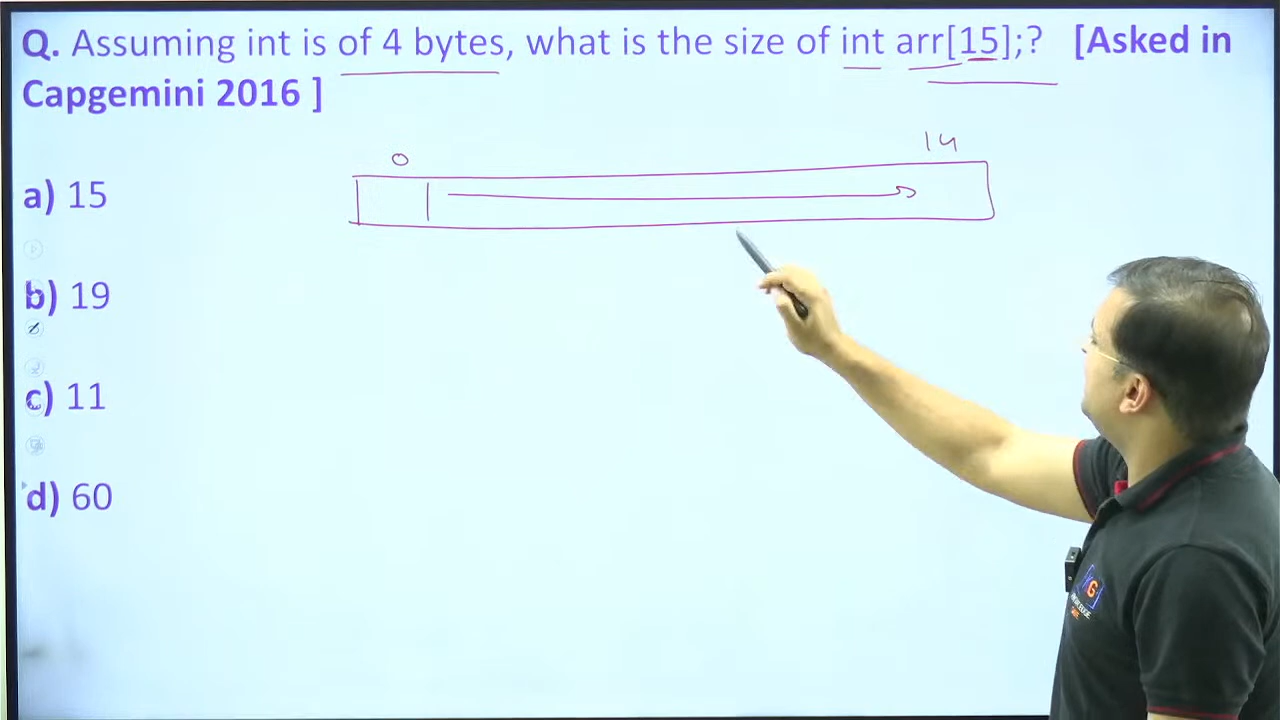 Q. Assuming int is of 4 bytes, what is the size of int arr[15];? [Asked in
Capgemini 2016 ]
0
14
a) 15
b) 19
c) 11
d) 60
G